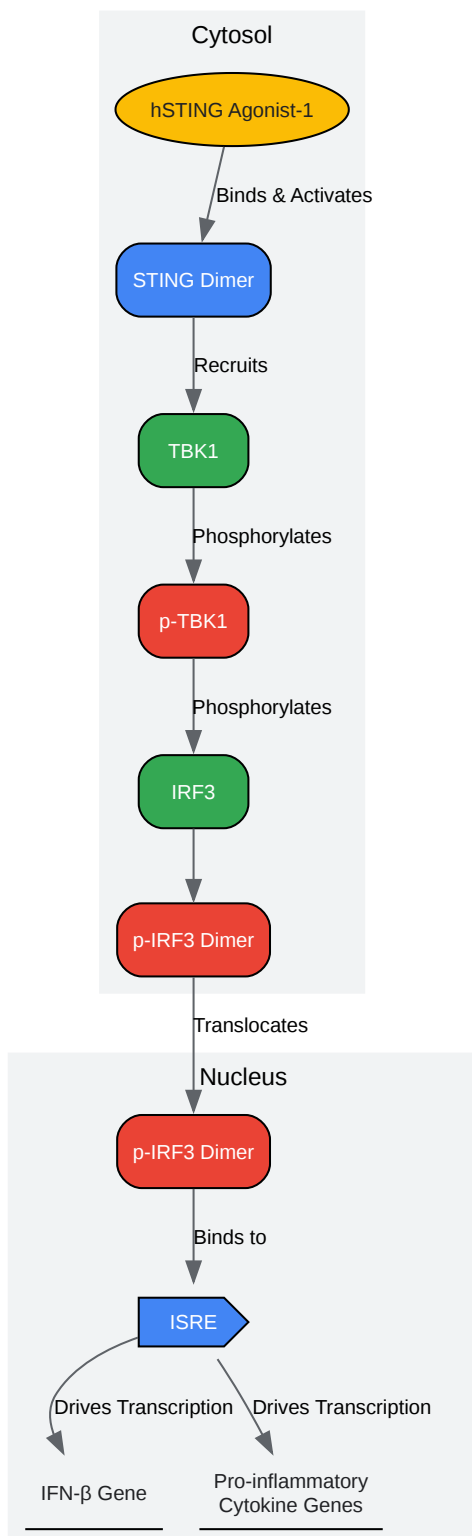 Cytosol
hSTING Agonist-1
Binds & Activates
STING Dimer
Recruits
TBK1
Phosphorylates
p-TBK1
Phosphorylates
IRF3
p-IRF3 Dimer
Translocates
Nucleus
p-IRF3 Dimer
Binds to
ISRE
Drives Transcription
Drives Transcription
IFN-β Gene
Pro-inflammatory
Cytokine Genes